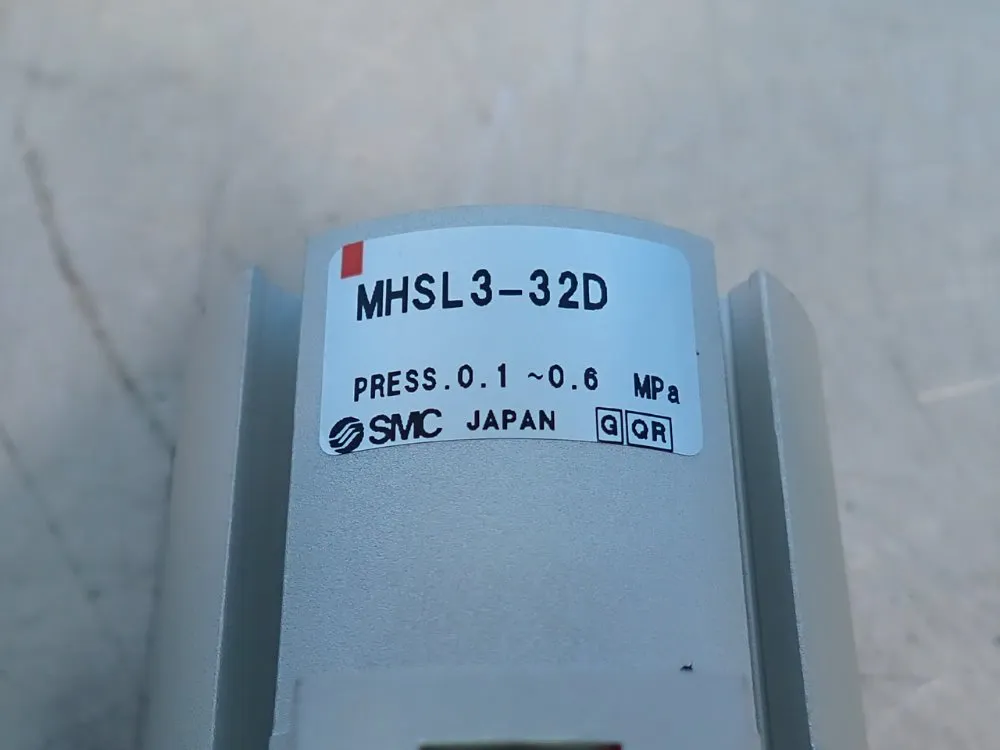 MHSL3-32D
PRESS.0.1 ~0.6 MPa
SMC JAPAN G QR